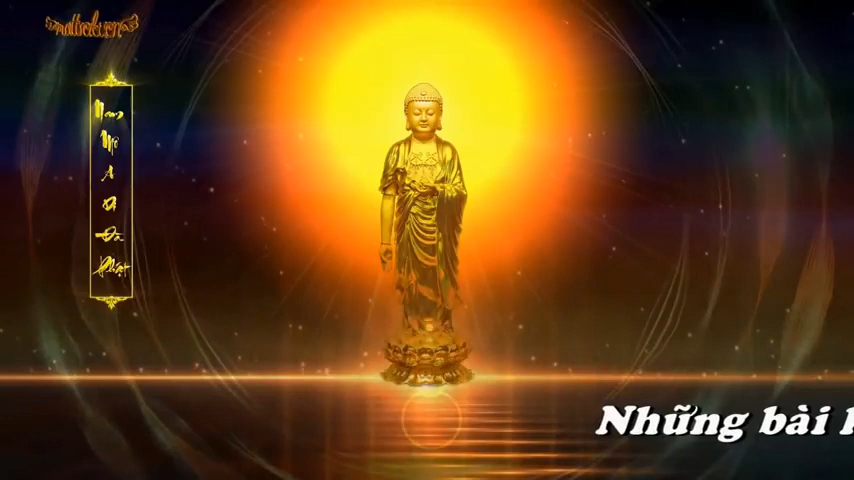 Nam
Mô
A
Di
Đà
Phật
Những bài